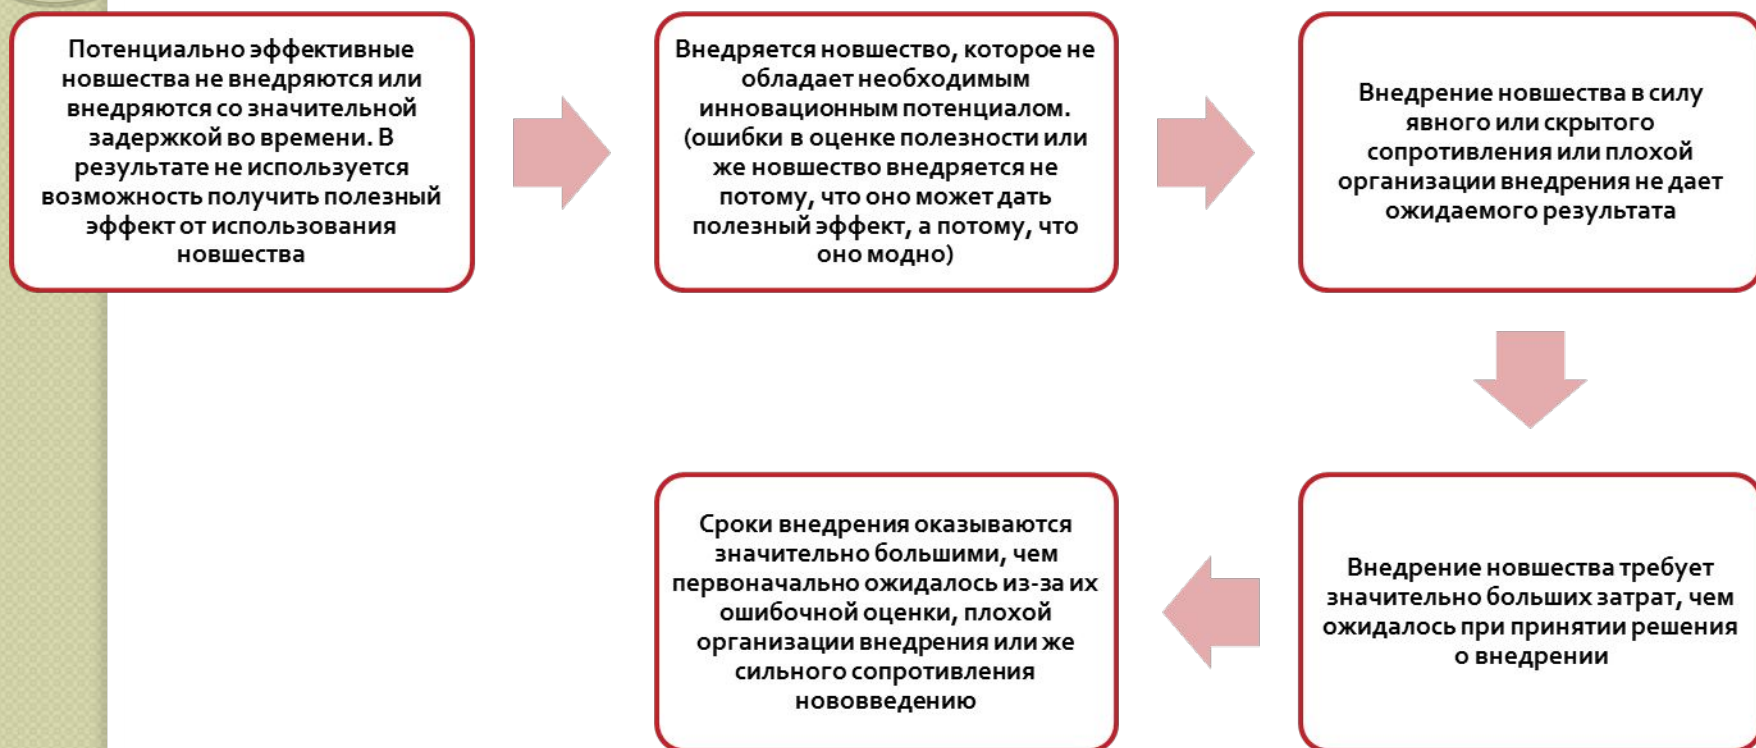 Потенциально эффективные
новшества не внедряются или
внедряются со значительной
задержкой во времени. В
результате не используется
возможность получить полезный
эффект от использования
новшества
Внедряется новшество, которое не
обладает необходимым
инновационным потенциалом.
(ошибки в оценке полезности или
же новшество внедряется не
потому, что оно может дать
полезный эффект, а потому, что
оно модно)
Внедрение новшества в силу
явного или скрытого
сопротивления или плохой
организации внедрения не дает
ожидаемого результата
Внедрение новшества требует
значительно больших затрат, чем
ожидалось при принятии решения
о внедрении
Сроки внедрения оказываются
значительно большими, чем
первоначально ожидалось из-за их
ошибочной оценки, плохой
организации внедрения или же
сильного сопротивления
нововведению